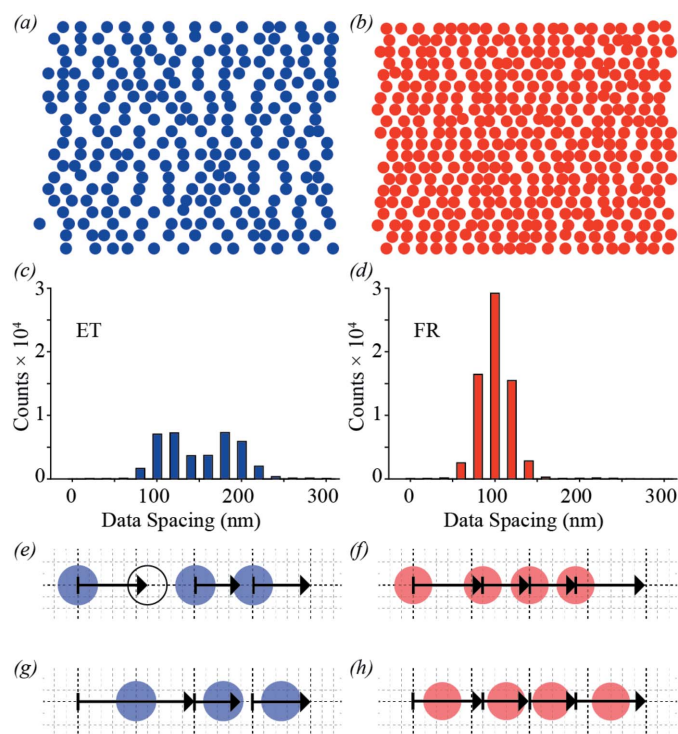 (a)
(b)
(c)
(d)
3
2
1
0
Counts × 10⁴
ET
0 100 200 300
Data Spacing (nm)
3
2
1
0
Counts × 10⁴
FR
0 100 200 300
Data Spacing (nm)
(e)
(f)
(g)
(h)